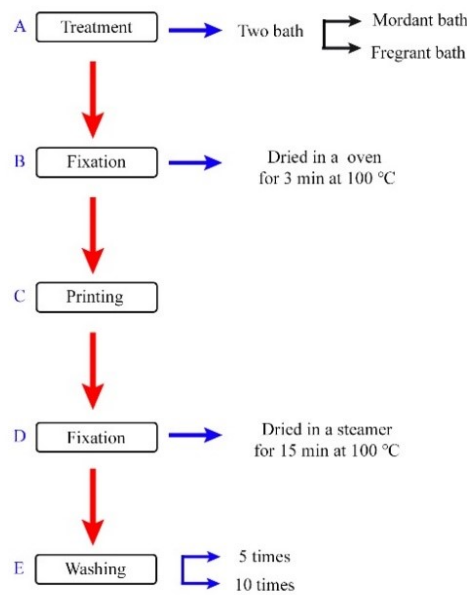 A Treatment Two bath Mordant bath
Fregrant bath
B Fixation Dried in a oven
for 3 min at 100 °C
C Printing
D Fixation Dried in a steamer
for 15 min at 100 °C
E Washing 5 times
10 times